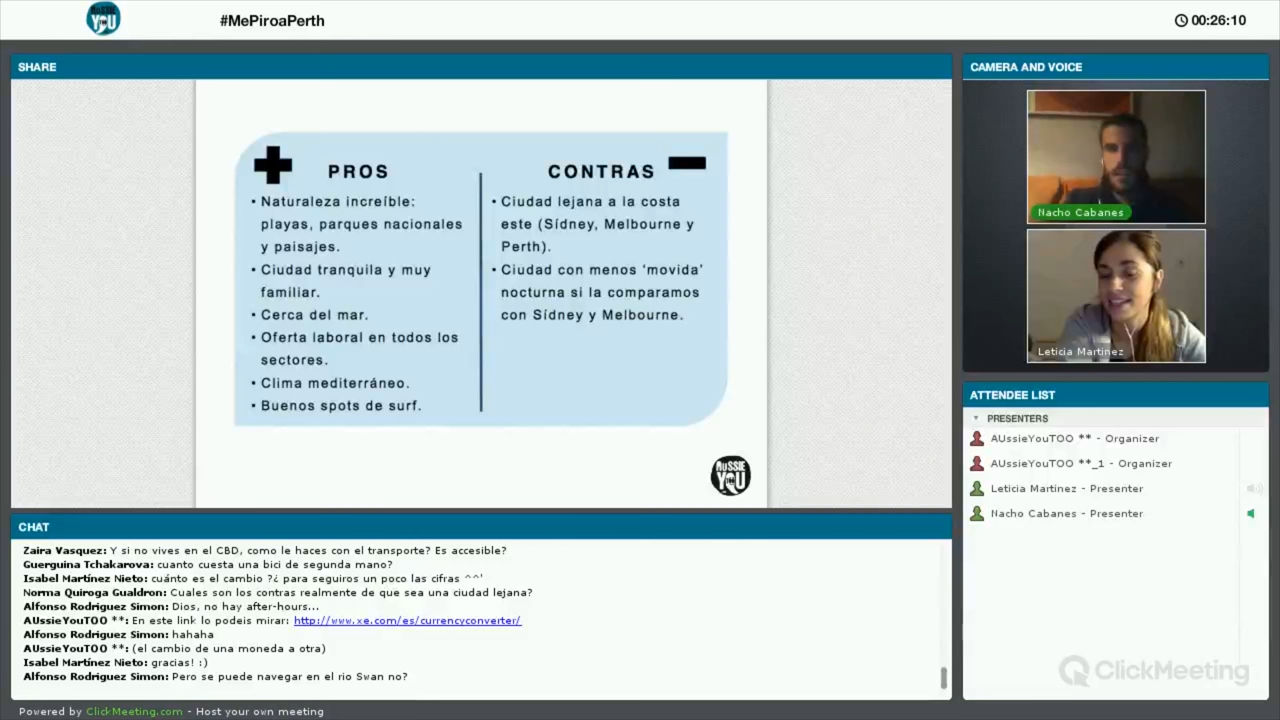 AUSSIE
YOU
TOO
#MePiroaPerth
00:26:10
SHARE
PROS
• Naturaleza increíble:
playas, parques nacionales
y paisajes.
• Ciudad tranquila y muy
familiar.
• Cerca del mar.
• Oferta laboral en todos los
sectores.
• Clima mediterráneo.
• Buenos spots de surf.
CONTRAS
• Ciudad lejana a la costa
este (Sídney, Melbourne y
Perth).
• Ciudad con menos ‘movida’
nocturna si la comparamos
con Sídney y Melbourne.
AUSSIE
YOU
TOO
CAMERA AND VOICE
Nacho Cabanes
Leticia Martinez
ATTENDEE LIST
PRESENTERS
AUssieYouTOO ** - Organizer
AUssieYouTOO **_1 - Organizer
Leticia Martinez - Presenter
Nacho Cabanes - Presenter
ClickMeeting
CHAT
Zaira Vasquez: Y si no vives en el CBD, como le haces con el transporte? Es accesible?
Guerguina Tchakarova: cuanto cuesta una bici de segunda mano?
Isabel Martínez Nieto: cuánto es el cambio ?¿ para seguiros un poco las cifras ^^'
Norma Quiroga Gualdron: Cuales son los contras realmente de que sea una ciudad lejana?
Alfonso Rodriguez Simon: Dios, no hay after-hours...
AUssieYouTOO **: En este link lo podeis mirar: http://www.xe.com/es/currencyconverter/
Alfonso Rodriguez Simon: hahaha
AUssieYouTOO **: (el cambio de una moneda a otra)
Isabel Martínez Nieto: gracias! :)
Alfonso Rodriguez Simon: Pero se puede navegar en el rio Swan no?
Powered by ClickMeeting.com - Host your own meeting